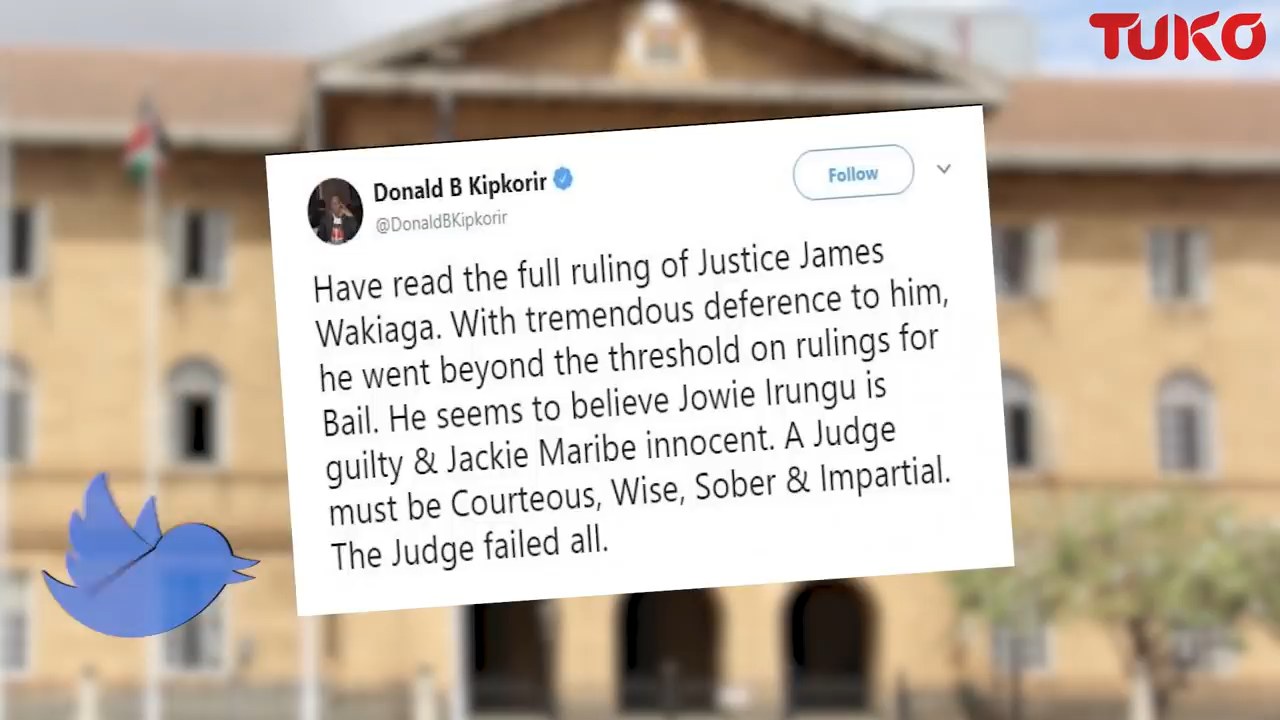 TUKO
Donald B Kipkorir
@DonaldBKipkorir
Follow
Have read the full ruling of Justice James
Wakiaga. With tremendous deference to him,
he went beyond the threshold on rulings for
Bail. He seems to believe Jowie Irungu is
guilty & Jackie Maribe innocent. A Judge
must be Courteous, Wise, Sober & Impartial.
The Judge failed all.